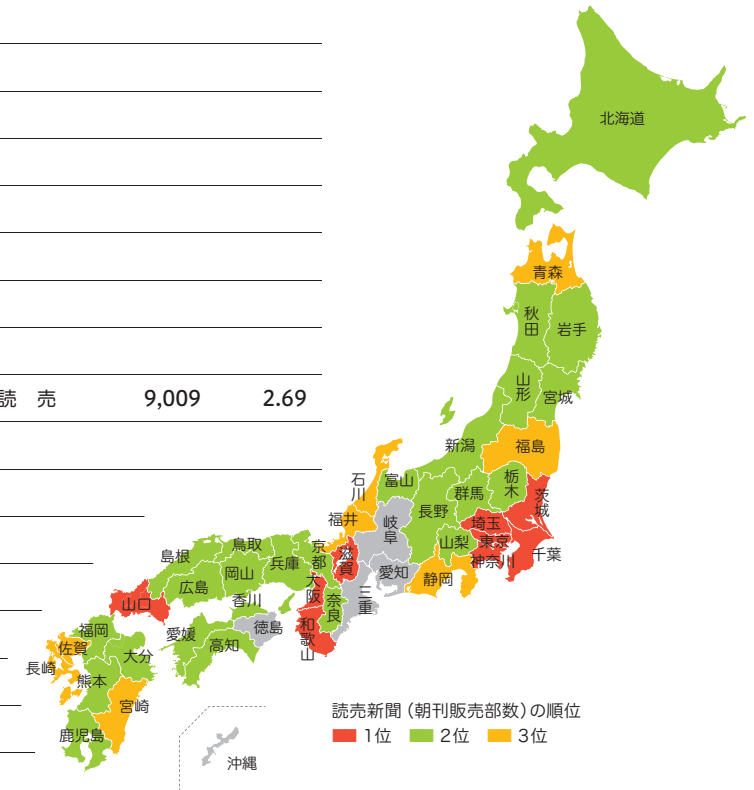 北海道
青森
秋田
岩手
山形
宮城
読 売 9,009 2.69
新潟
福島
石川
富山
栃木
群馬
茨城
福井
岐阜
長野
埼玉
山梨
東京
千葉
神奈川
島根
鳥取
京都
滋賀
兵庫
岡山
広島
大阪
奈良
愛知
静岡
三重
山口
香川
徳島
和歌山
福岡
愛媛
高知
佐賀
大分
長崎
熊本
宮崎
鹿児島
沖縄
読売新聞(朝刊販売部数)の順位
1位 2位 3位